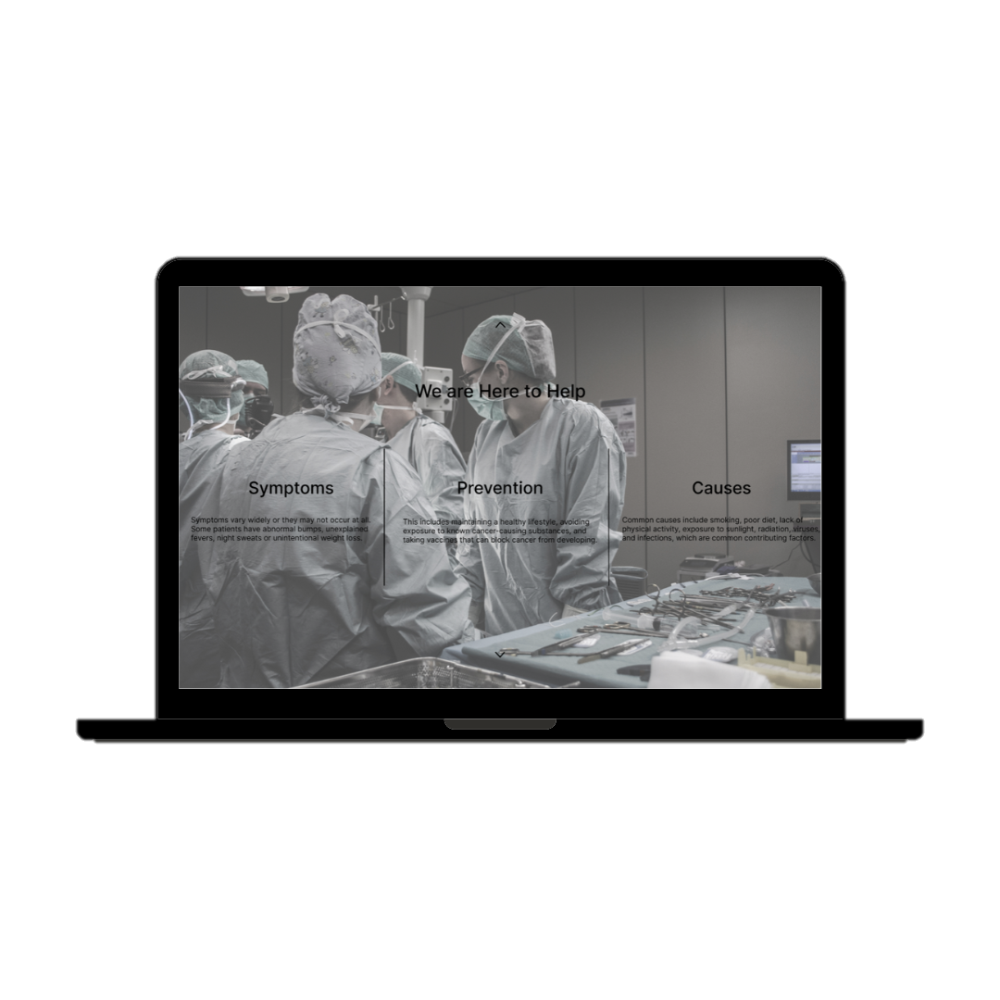 We are Here to Help
Symptoms
Symptoms vary widely or they may not occur at all.
Some patients have abnormal bumps, unexplained
fevers, night sweats or unintentional weight loss.
Prevention
This includes maintaining a healthy lifestyle, avoiding
exposure to known cancer-causing substances, and
taking vaccines that can block cancer from developing.
Causes
Common causes include smoking, poor diet, lack of
physical activity, exposure to sunlight, radiation, viruses,
and infections, which are common contributing factors.